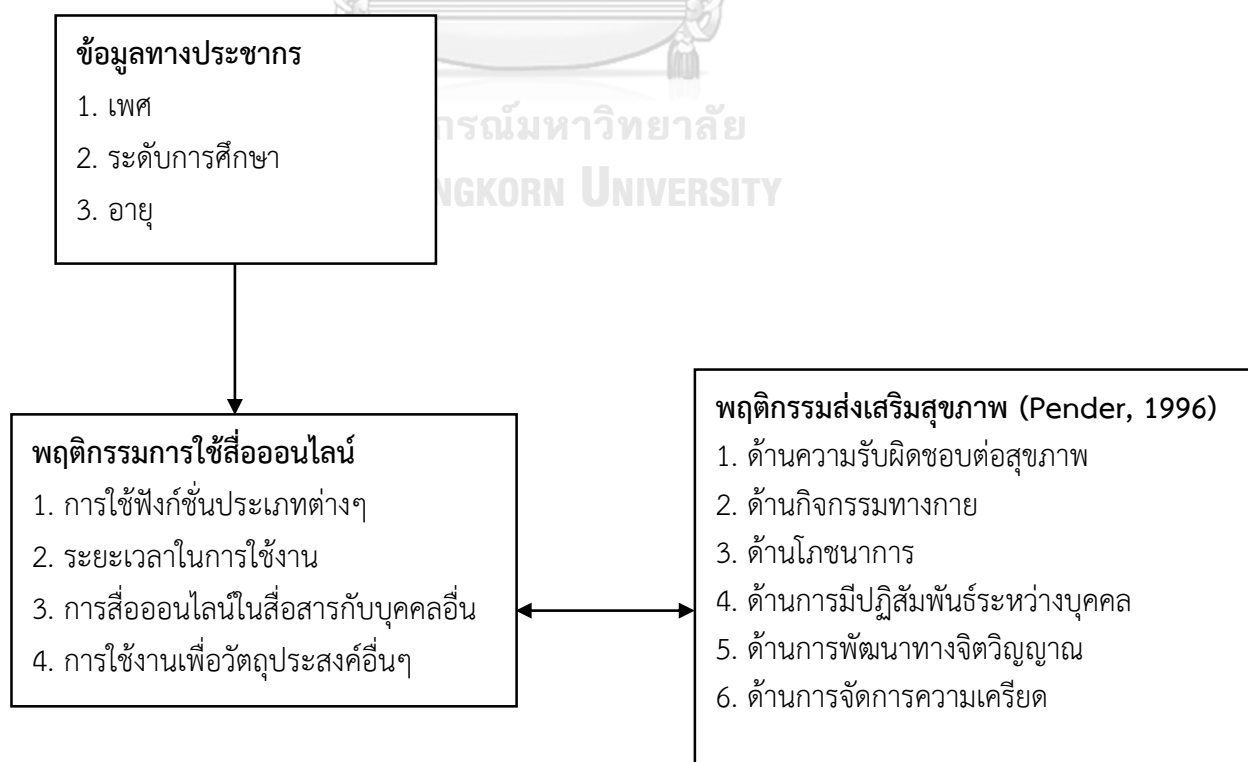 ข้อมูลทางประชากร
1. เพศ
2. ระดับการศึกษา
3. อายุ
กรณ์มหาวิทยาลัย
NGKORN UNIVERSITY
พฤติกรรมการใช้สื่อออนไลน์
1. การใช้ฟังก์ชั่นประเภทต่างๆ
2. ระยะเวลาในการใช้งาน
3. การสื่อออนไลน์ในสื่อสารกับบุคคลอื่น
4. การใช้งานเพื่อวัตถุประสงค์อื่นๆ
พฤติกรรมส่งเสริมสุขภาพ (Pender, 1996)
1. ด้านความรับผิดชอบต่อสุขภาพ
2. ด้านกิจกรรมทางกาย
3. ด้านโภชนาการ
4. ด้านการมีปฏิสัมพันธ์ระหว่างบุคคล
5. ด้านการพัฒนาทางจิตวิญญาณ
6. ด้านการจัดการความเครียด